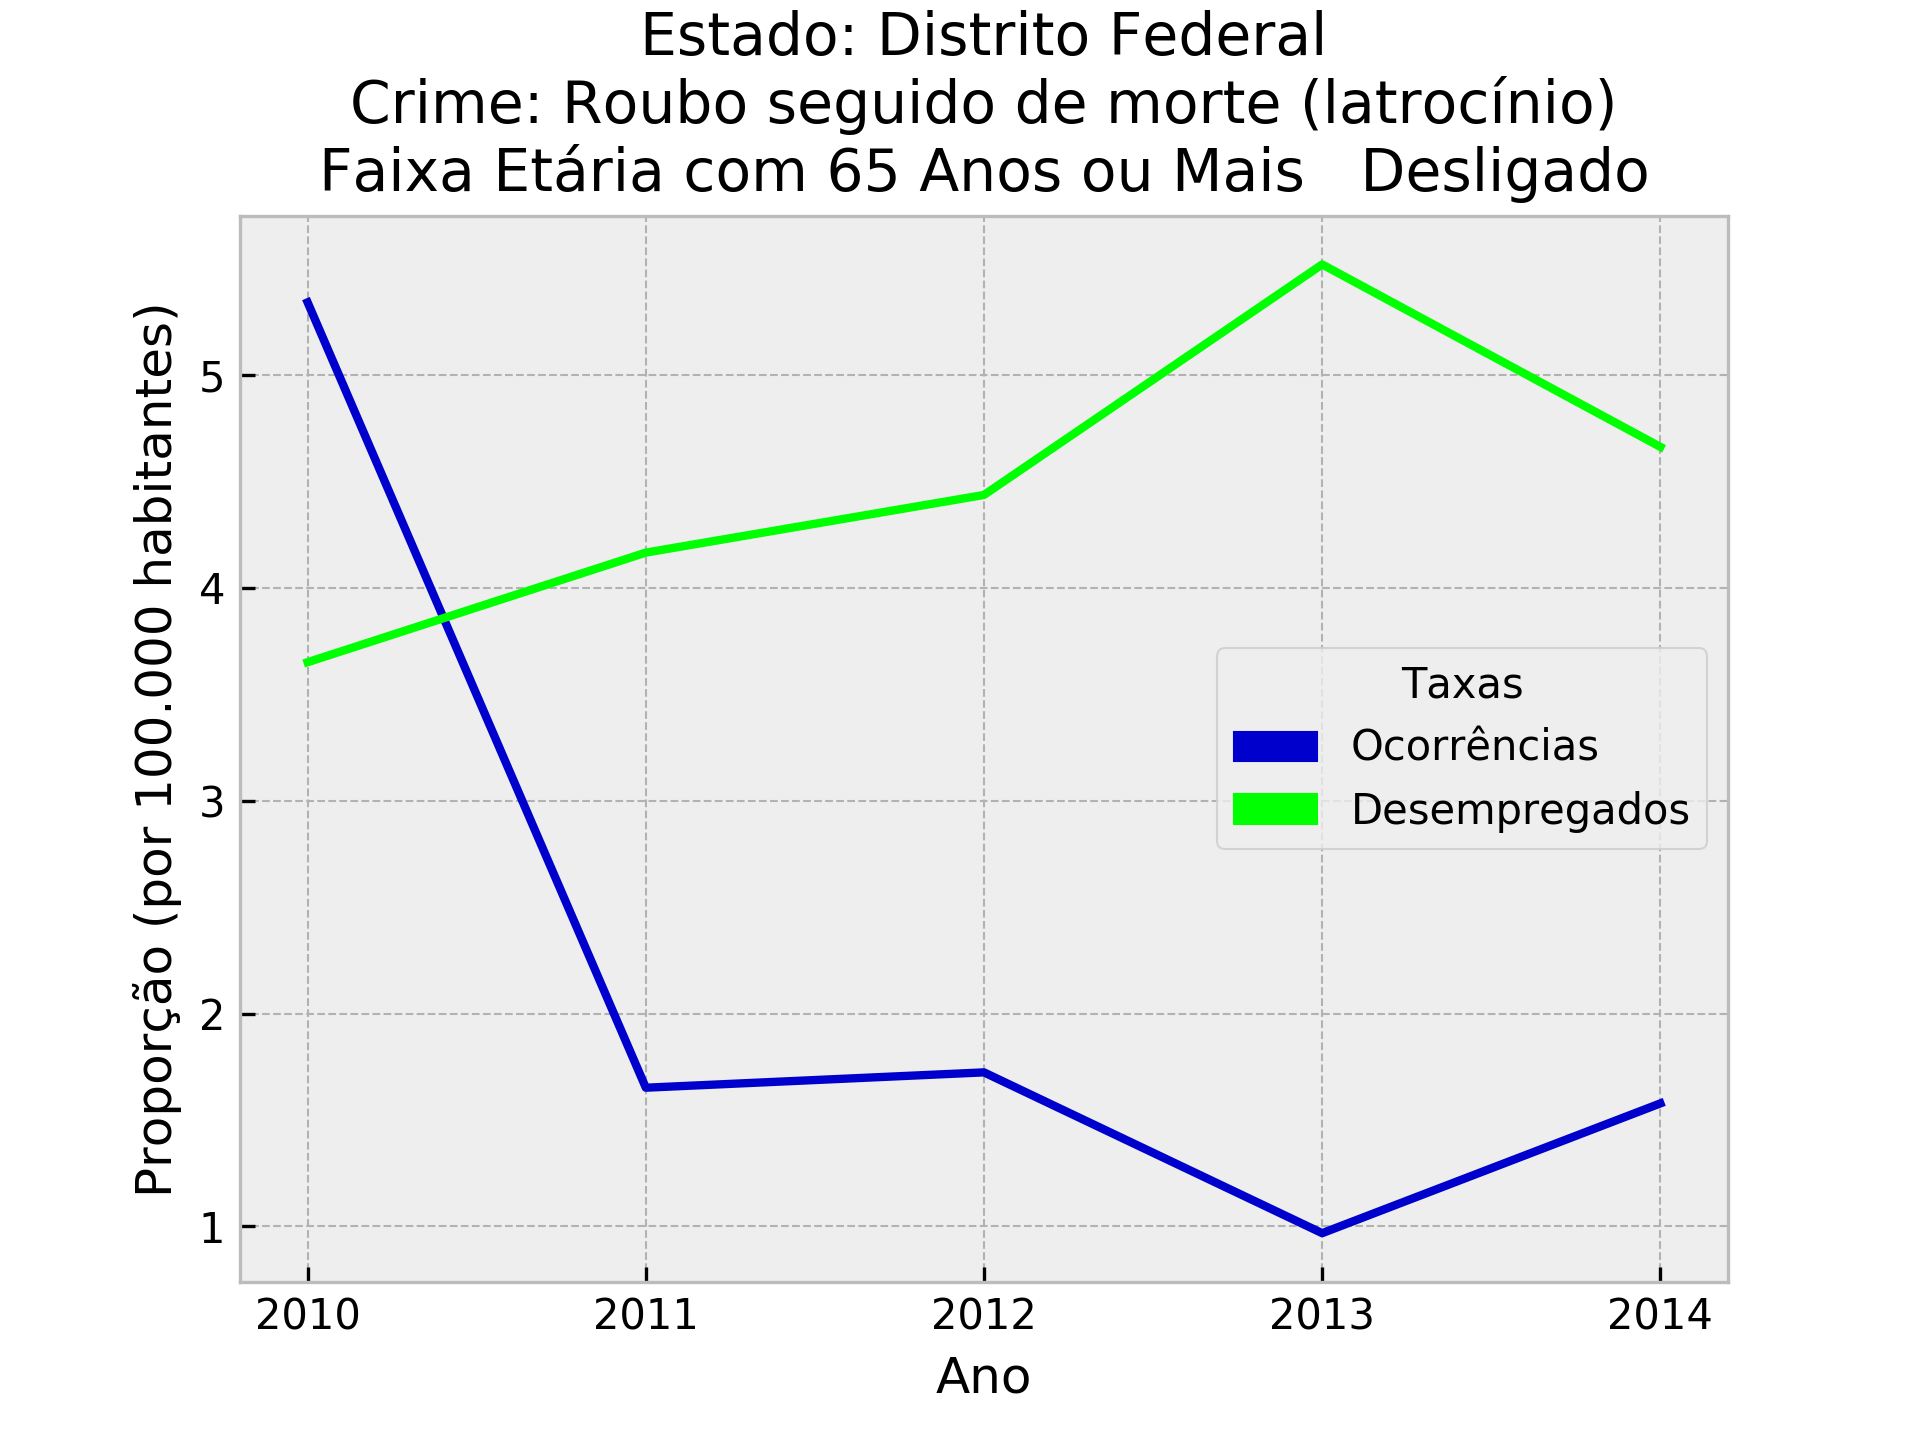 Estado: Distrito Federal
Crime: Roubo seguido de morte (latrocínio)
Faixa Etária com 65 Anos ou Mais   Desligado
Proporção (por 100.000 habitantes)
5
4
3
2
1
Taxas
Ocorrências
Desempregados
2010 2011 2012 2013 2014
Ano